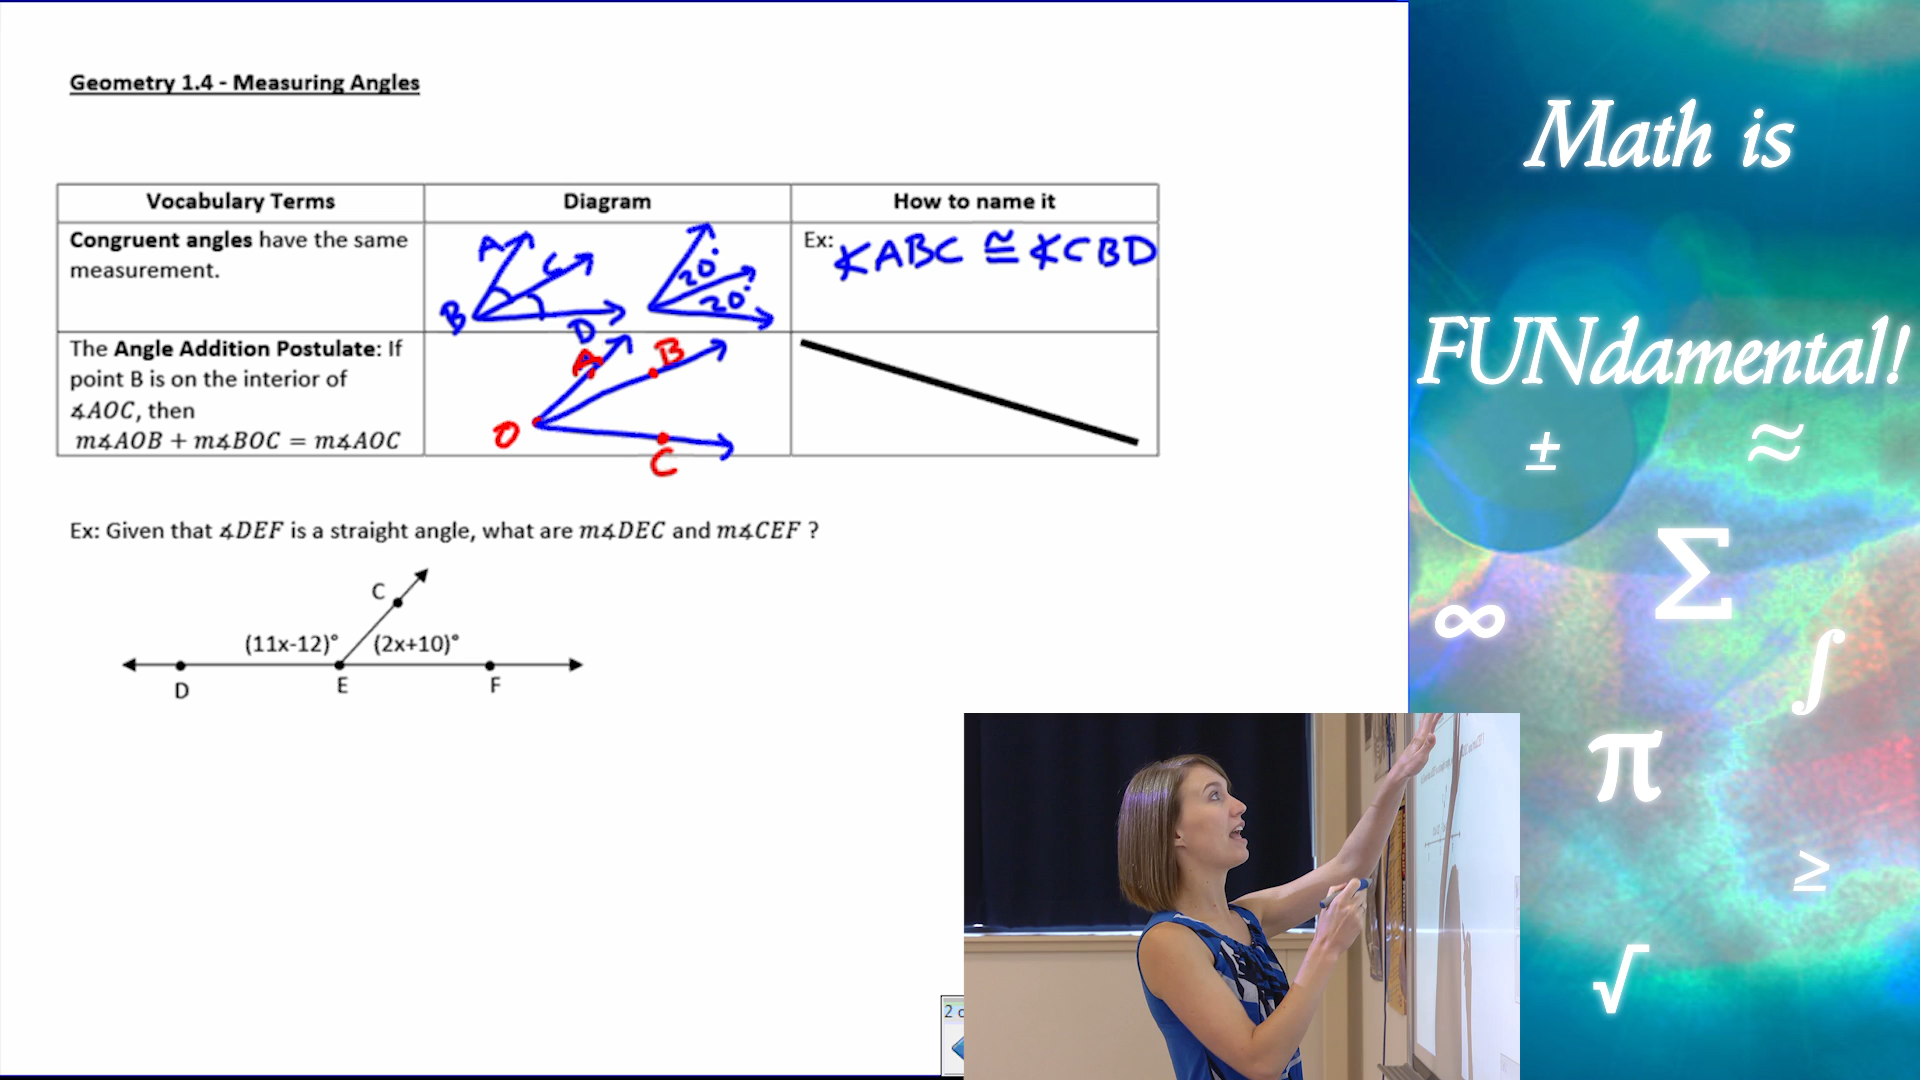 Geometry 1.4 - Measuring Angles
Vocabulary Terms
Diagram
How to name it
Congruent angles have the same
measurement.
A
C
B
D
20°
20°
Ex: ∡ABC ≅ ∡CBD
The Angle Addition Postulate: If
point B is on the interior of
∡AOC, then
m∡AOB + m∡BOC = m∡AOC
A
B
O
C
Ex: Given that ∡DEF is a straight angle, what are m∡DEC and m∡CEF ?
C
(11x-12)° (2x+10)°
D E F
2
Math is
FUNdamental!
± ≈
∞ Σ
∫
π
≥
√